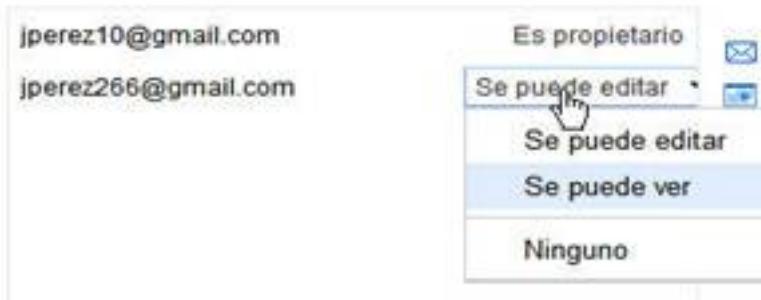 jperez10@gmail.com Es propietario
jperez266@gmail.com Se puede editar
Se puede editar
Se puede ver
Ninguno